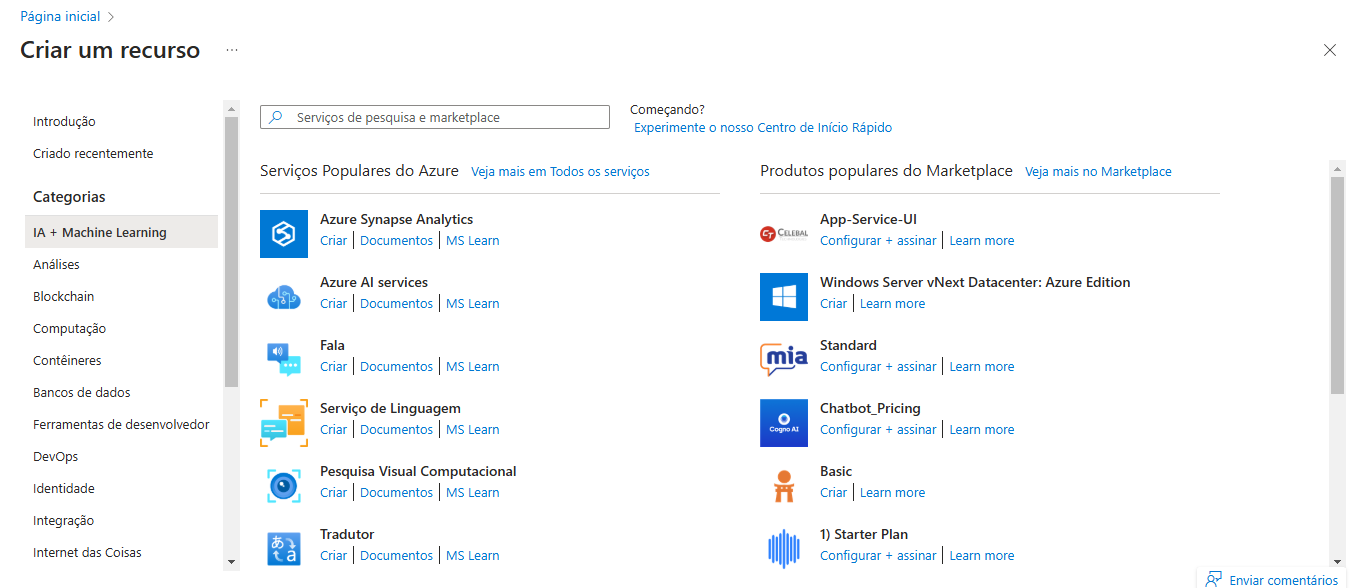 Página inicial
Criar um recurso ...
Introdução
Criado recentemente
Categorias
IA + Machine Learning
Análises
Blockchain
Computação
Contêineres
Bancos de dados
Ferramentas de desenvolvedor
DevOps
Identidade
Integração
Internet das Coisas
Serviços de pesquisa e marketplace
Começando?
Experimente o nosso Centro de Início Rápido
Serviços Populares do Azure Veja mais em Todos os serviços
Azure Synapse Analytics
Criar | Documentos | MS Learn
Azure AI services
Criar | Documentos | MS Learn
Fala
Criar | Documentos | MS Learn
Serviço de Linguagem
Criar | Documentos | MS Learn
Pesquisa Visual Computacional
Criar | Documentos | MS Learn
Tradutor
Criar | Documentos | MS Learn
Produtos populares do Marketplace Veja mais no Marketplace
CT CELEBAL
App-Service-UI
Configurar + assinar | Learn more
Windows Server vNext Datacenter: Azure Edition
Criar | Learn more
mia
Standard
Configurar + assinar | Learn more
Cogno AI
Chatbot_Pricing
Configurar + assinar | Learn more
Basic
Criar | Learn more
1) Starter Plan
Configurar + assinar | Learn more
Enviar comentários